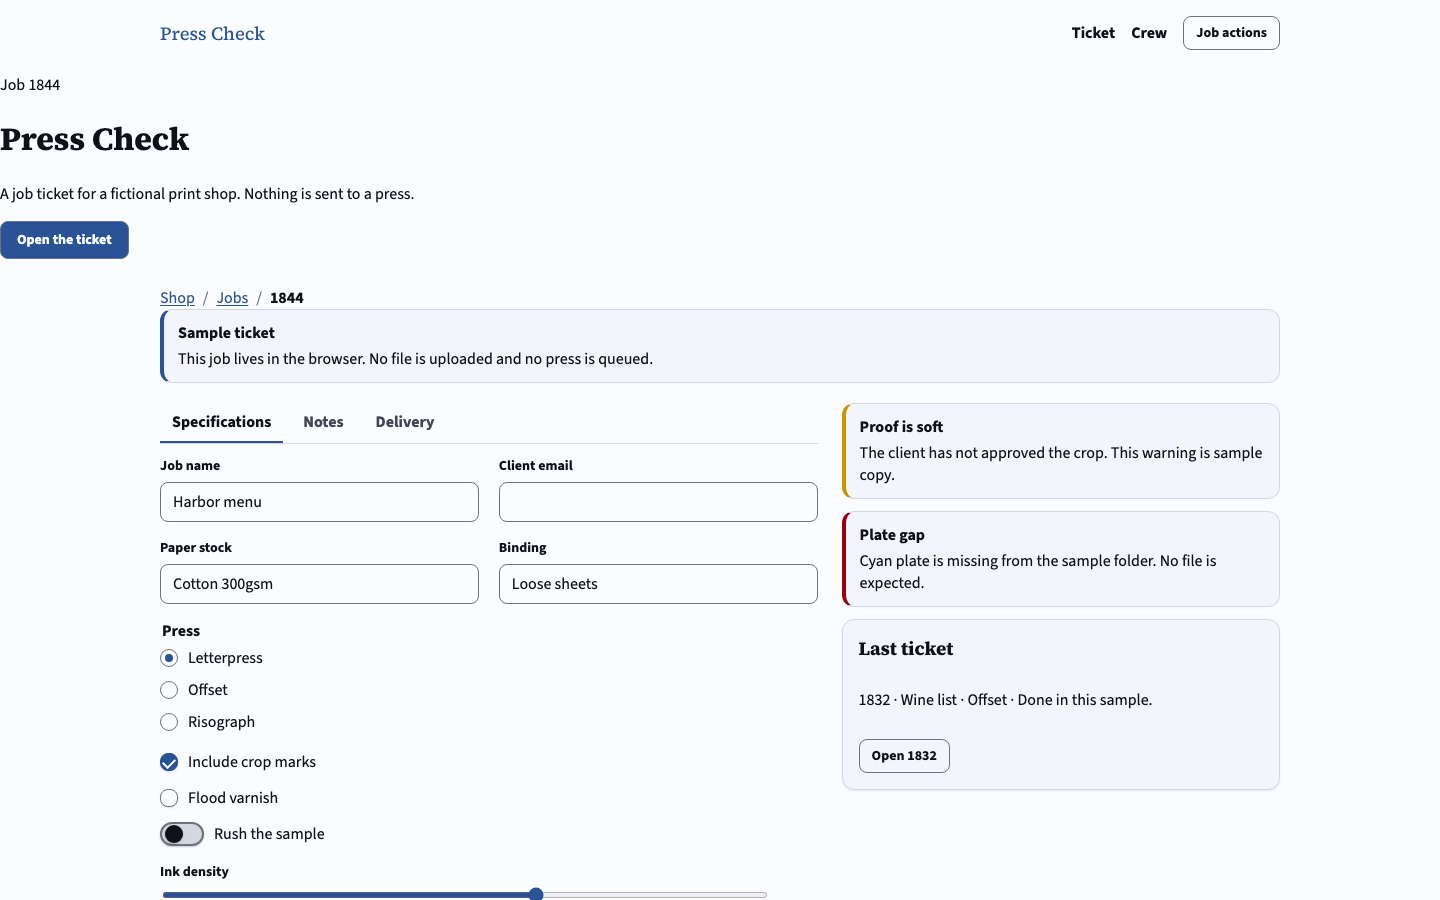 Press Check
Ticket
Crew
Job actions
Job 1844
Press Check
A job ticket for a fictional print shop. Nothing is sent to a press.
Open the ticket
Shop / Jobs / 1844
Sample ticket
This job lives in the browser. No file is uploaded and no press is queued.
Specifications
Notes
Delivery
Job name
Harbor menu
Client email
Paper stock
Cotton 300gsm
Binding
Loose sheets
Press
Letterpress
Offset
Risograph
Include crop marks
Flood varnish
Rush the sample
Ink density
Proof is soft
The client has not approved the crop. This warning is sample
copy.
Plate gap
Cyan plate is missing from the sample folder. No file is
expected.
Last ticket
1832 · Wine list · Offset · Done in this sample.
Open 1832